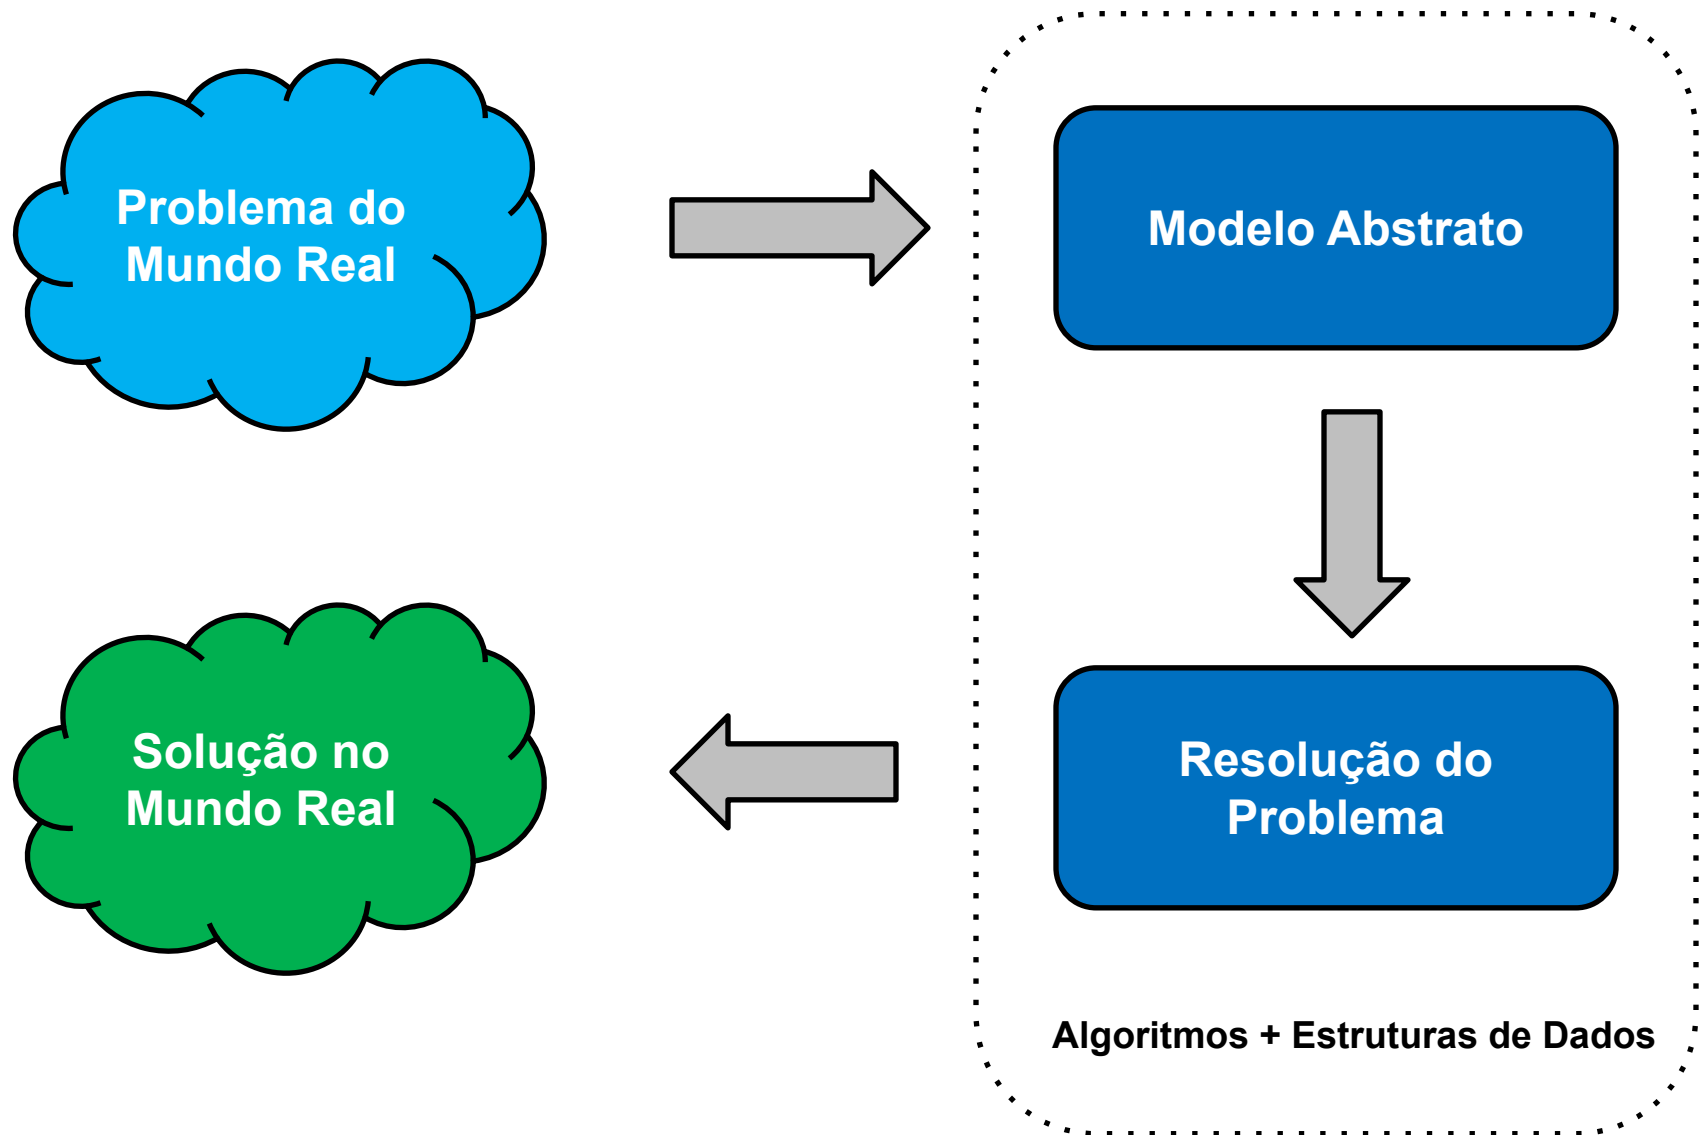 Problema do
Mundo Real
Modelo Abstrato
Solução no
Mundo Real
Resolução do
Problema
Algoritmos + Estruturas de Dados